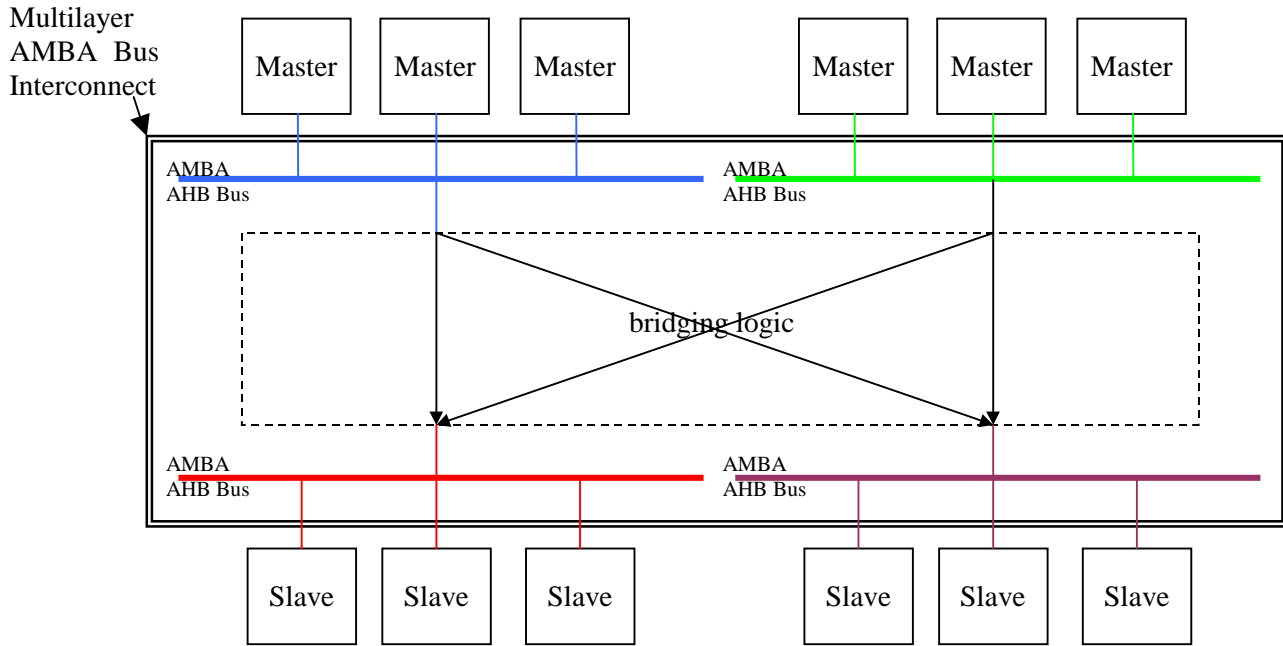 Multilayer
AMBA Bus
Interconnect
Master
Master
Master
Master
Master
Master
AMBA
AHB Bus
AMBA
AHB Bus
bridging logic
AMBA
AHB Bus
AMBA
AHB Bus
Slave
Slave
Slave
Slave
Slave
Slave